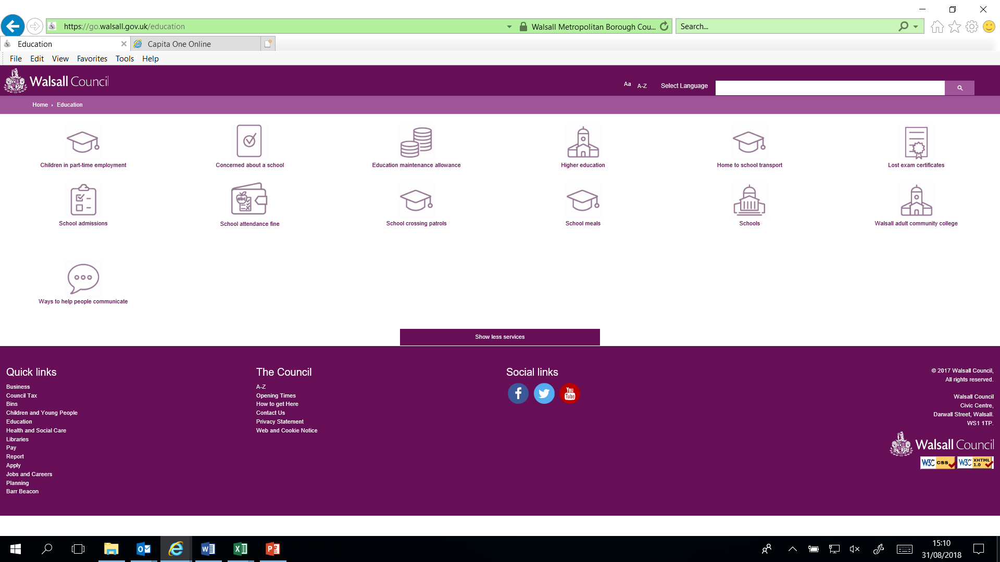 https://go.walsall.gov.uk/education
Walsall Metropolitan Borough Cou...
Search...
Education
Capita One Online
File Edit View Favorites Tools Help
Walsall Council
Aa A-Z Select Language
Home Education
Children in part-time employment
Concerned about a school
Education maintenance allowance
Higher education
Home to school transport
Lost exam certificates
abc
School admissions
School attendance fine
School crossing patrols
School meals
Schools
Walsall adult community college
Ways to help people communicate
Show less services
Quick links
Business
Council Tax
Bins
Children and Young People
Education
Health and Social Care
Libraries
Pay
Report
Apply
Jobs and Careers
Planning
Barr Beacon
The Council
A-Z
Opening Times
How to get Here
Contact Us
Privacy Statement
Web and Cookie Notice
Social links
f
You
Tube
© 2017 Walsall Council,
All rights reserved.
Walsall Council
Civic Centre,
Darwall Street, Walsall.
WS1 1TP.
Walsall Council
W3C css
W3C XHTML 1.0
15:10
31/08/2018